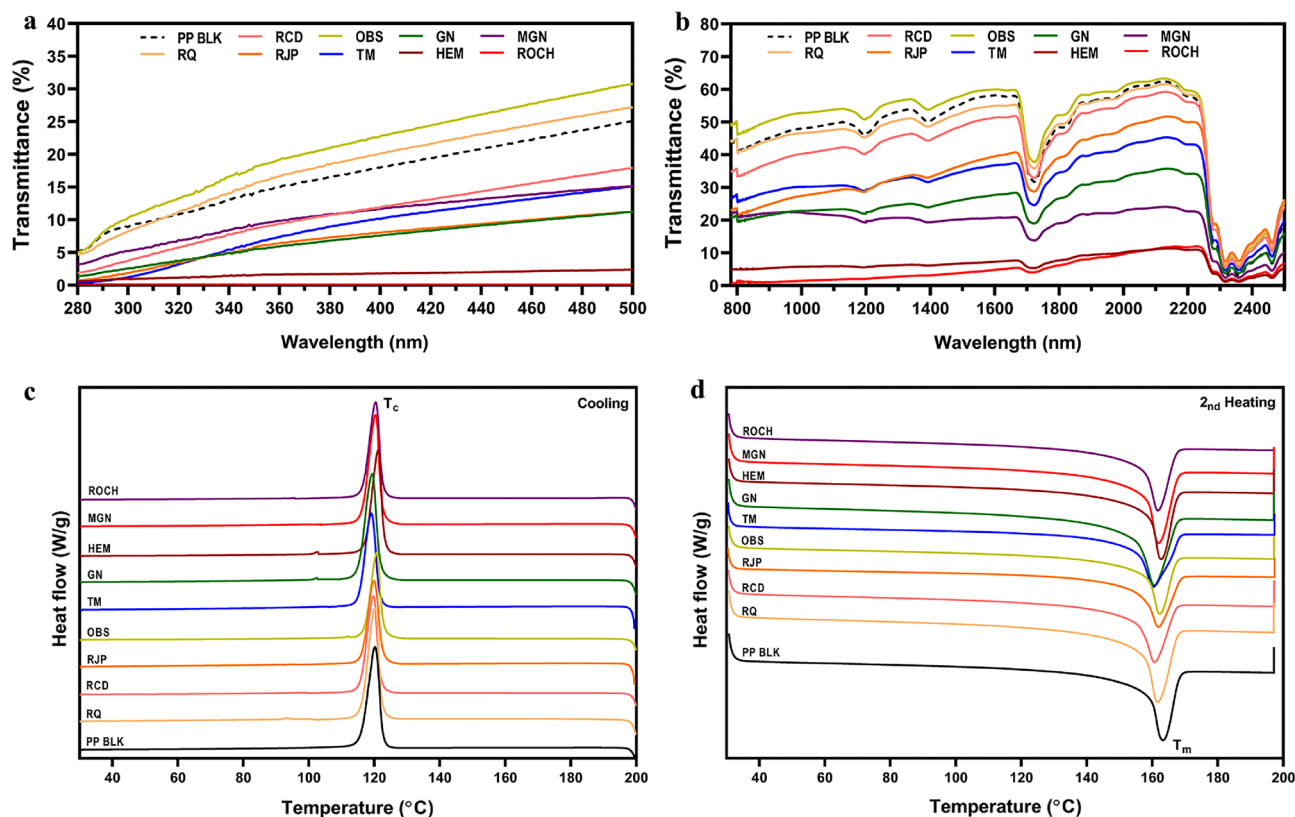 a
40
35
30
25
20
15
10
5
0
Transmittance (%)
PP BLK RCD OBS GN MGN
RQ RJP TM HEM ROCH
280 300 320 340 360 380 400 420 440 460 480 500
Wavelength (nm)
b
80
70
60
50
40
30
20
10
0
Transmittance (%)
PP BLK RCD OBS GN MGN
RQ RJP TM HEM ROCH
800 1000 1200 1400 1600 1800 2000 2200 2400
Wavelength (nm)
c
Tc
Cooling
Heat flow (W/g)
ROCH
MGN
HEM
GN
TM
OBS
RJP
RCD
RQ
PP BLK
40 60 80 100 120 140 160 180 200
Temperature (°C)
d
2nd Heating
Heat flow (W/g)
ROCH
MGN
HEM
GN
TM
OBS
RJP
RCD
RQ
PP BLK
Tm
40 60 80 100 120 140 160 180 200
Temperature (°C)